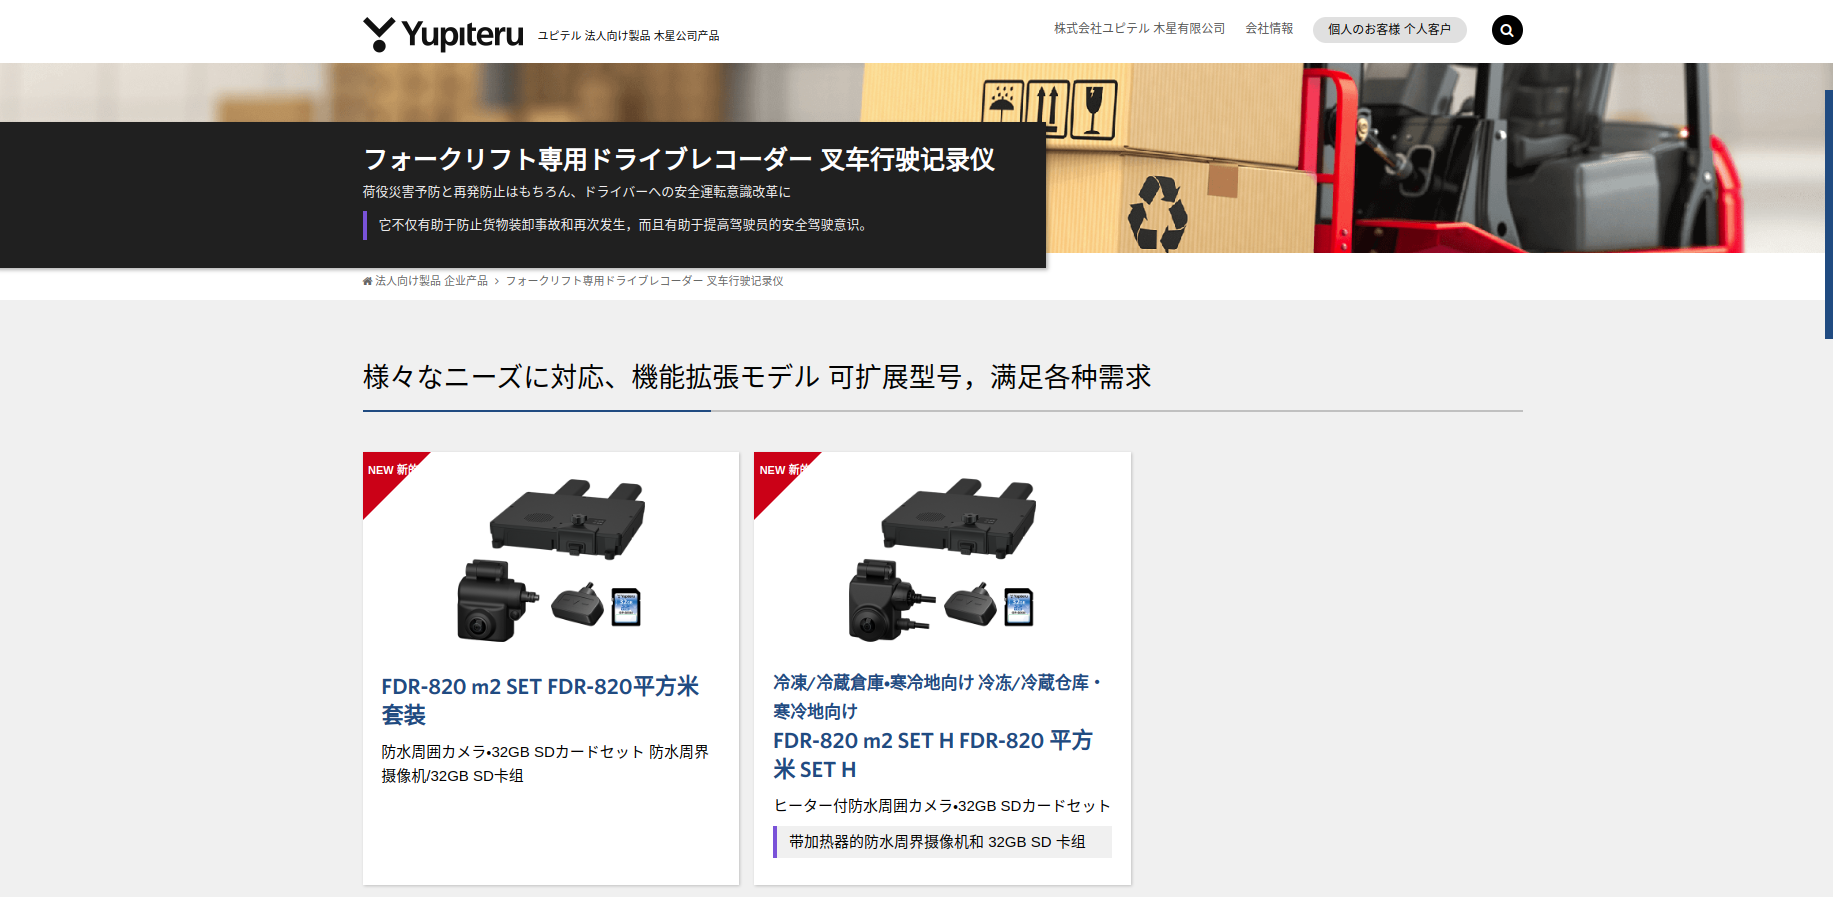 Yupiteru
ユピテル 法人向け製品 木星公司产品
株式会社ユピテル 木星有限公司
会社情報
個人のお客様 个人客户
フォークリフト専用ドライブレコーダー 叉车行驶记录仪
荷役災害予防と再発防止はもちろん、ドライバーへの安全運転意識改革に
它不仅有助于防止货物装卸事故和再次发生，而且有助于提高驾驶员的安全驾驶意识。
法人向け製品 企业产品 > フォークリフト専用ドライブレコーダー 叉车行驶记录仪
様々なニーズに対応、機能拡張モデル 可扩展型号，满足各种需求
NEW 新的
FDR-820 m2 SET FDR-820平方米
套装
防水周囲カメラ•32GB SDカードセット 防水周界
摄像机/32GB SD卡组
NEW 新的
冷凍/冷蔵倉庫•寒冷地向け 冷冻/冷藏仓库・
寒冷地向け
FDR-820 m2 SET H FDR-820 平方
米 SET H
ヒーター付防水周囲カメラ•32GB SDカードセット
带加热器的防水周界摄像机和 32GB SD 卡组